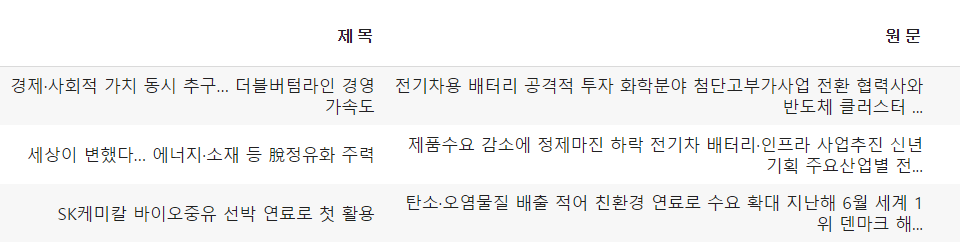 제목 원문
경제·사회적 가치 동시 추구... 더블버텀라인 경영
가속도
전기차용 배터리 공격적 투자 화학분야 첨단고부가사업 전환 협력사와
반도체 클러스터 ...
세상이 변했다... 에너지·소재 등 脫정유화 주력
제품수요 감소에 정제마진 하락 전기차 배터리·인프라 사업추진 신년
기획 주요산업별 전...
SK케미칼 바이오중유 선박 연료로 첫 활용
탄소·오염물질 배출 적어 친환경 연료로 수요 확대 지난해 6월 세계 1
위 덴마크 해...